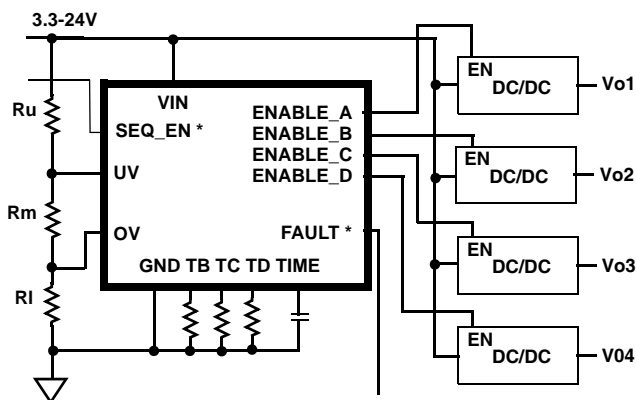 3.3-24V
EN
DC/DC
Vo1
VIN
Ru
ENABLE_A
SEQ_EN *
ENABLE_B
EN
DC/DC
Vo2
ENABLE_C
UV
ENABLE_D
Rm
OV
FAULT *
EN
DC/DC
Vo3
GND TB TC TD TIME
Rl
EN
DC/DC
V04